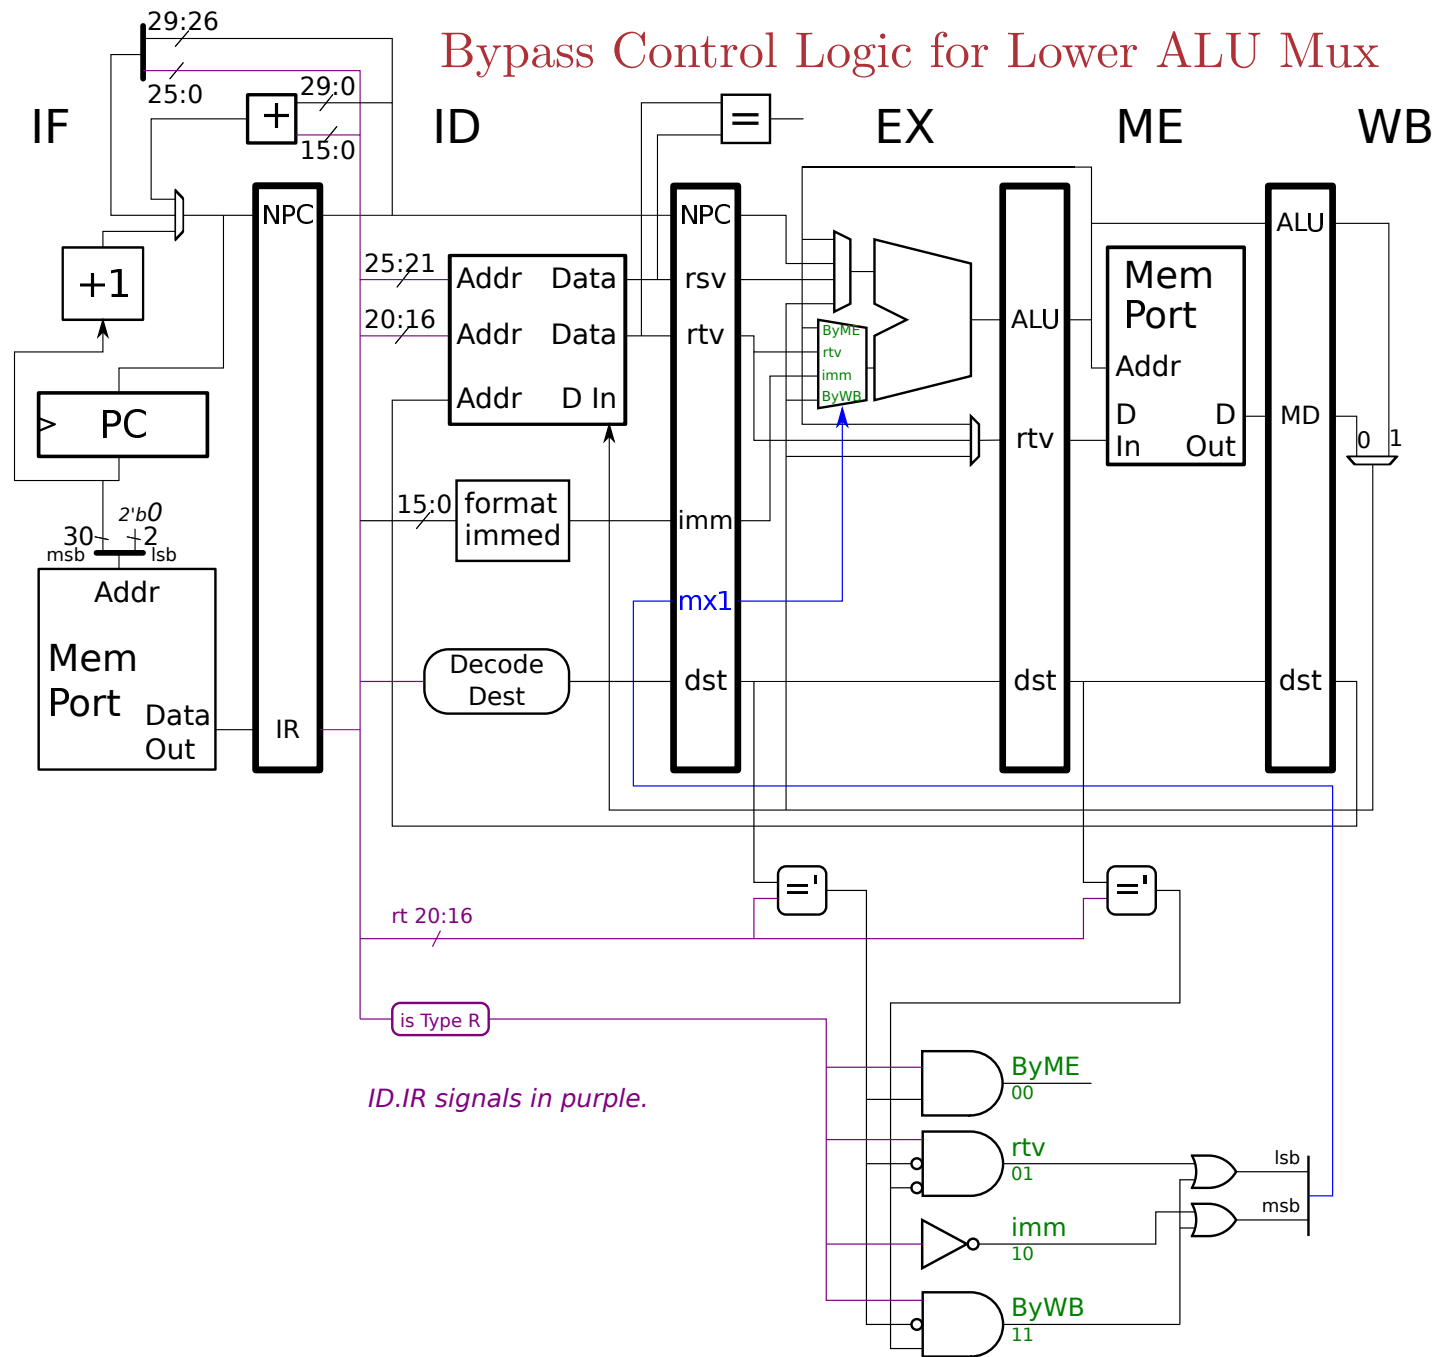 Bypass Control Logic for Lower ALU Mux
29:26
25:0
29:0
15:0
IF
ID
EX
ME
WB
+
=
NPC
NPC
ALU
+1
25:21
20:16
Addr
Data
Addr
Data
Addr
D In
rsv
rtv
ByME
rtv
imm
ByWB
ALU
Mem
Port
Addr
D
In
D
Out
MD
0
1
PC
rtv
15:0
format
immed
imm
2'b0
30
2
msb
lsb
Addr
Mem
Port
Data
Out
IR
mx1
Decode
Dest
dst
dst
dst
='
='
rt 20:16
is Type R
ID.IR signals in purple.
ByME
00
rtv
01
imm
10
ByWB
11
lsb
msb